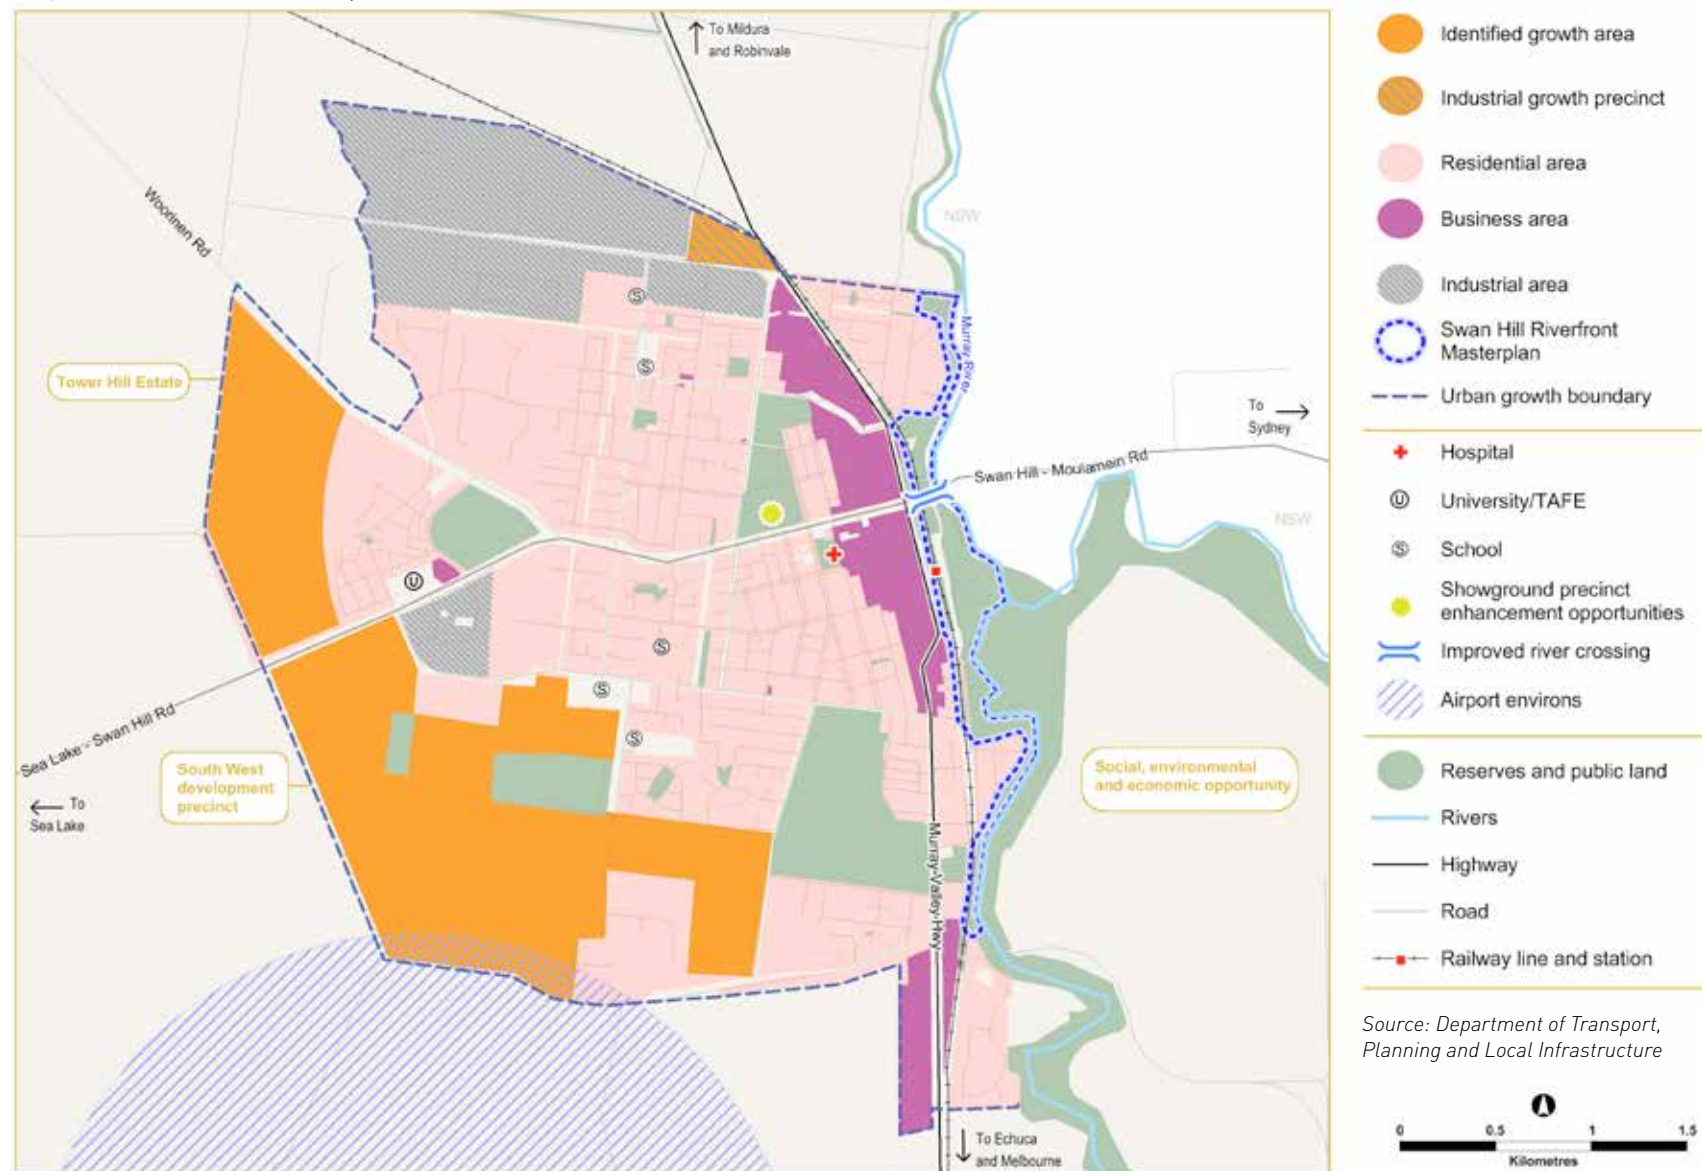 To Mildura
and Robinvale
Woorinen Rd
NSW
Murray River
Tower Hill Estate
To
Sydney
Swan Hill - Moulamein Rd
NSW
Sea Lake - Swan Hill Rd
To
Sea Lake
South West
development
precinct
Social, environmental
and economic opportunity
Murray-Valley-Hwy
To Echuca
and Melbourne
U
S
S
S
S
S
Identified growth area
Industrial growth precinct
Residential area
Business area
Industrial area
Swan Hill Riverfront
Masterplan
Urban growth boundary
Hospital
U University/TAFE
S School
Showground precinct
enhancement opportunities
Improved river crossing
Airport environs
Reserves and public land
Rivers
Highway
Road
Railway line and station
Source: Department of Transport,
Planning and Local Infrastructure
0 0.5 1 1.5
Kilometres